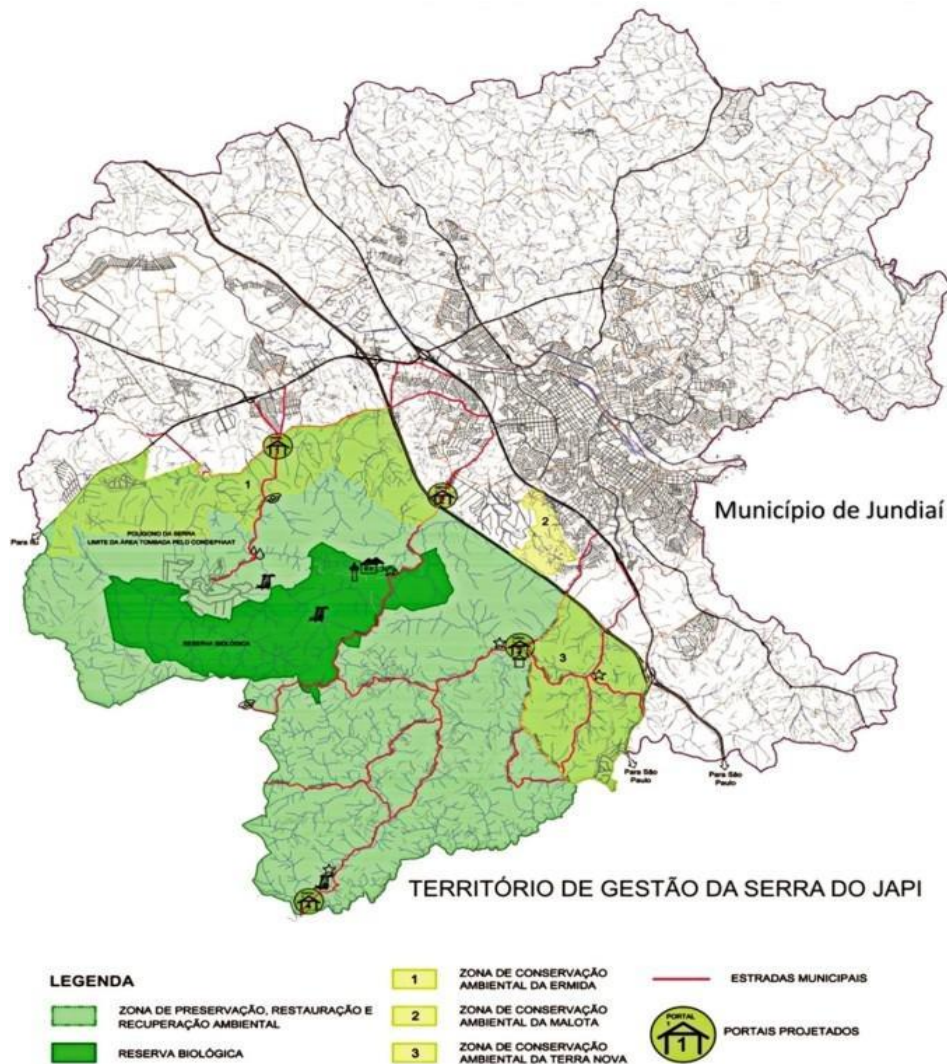 Município de Jundiaí
1
2
POLÍGONO DA SERRA
LIMITE DA ÁREA TOMBADA PELO CONDEPHAAT
RESERVA BIOLÓGICA
3
Para São
Paulo
Para São
Paulo
TERRITÓRIO DE GESTÃO DA SERRA DO JAPI
LEGENDA
ZONA DE PRESERVAÇÃO, RESTAURAÇÃO E
RECUPERAÇÃO AMBIENTAL
RESERVA BIOLÓGICA
1 ZONA DE CONSERVAÇÃO
AMBIENTAL DA ERMIDA
2 ZONA DE CONSERVAÇÃO
AMBIENTAL DA MALOTA
3 ZONA DE CONSERVAÇÃO
AMBIENTAL DA TERRA NOVA
ESTRADAS MUNICIPAIS
PORTAL
1
PORTAIS PROJETADOS